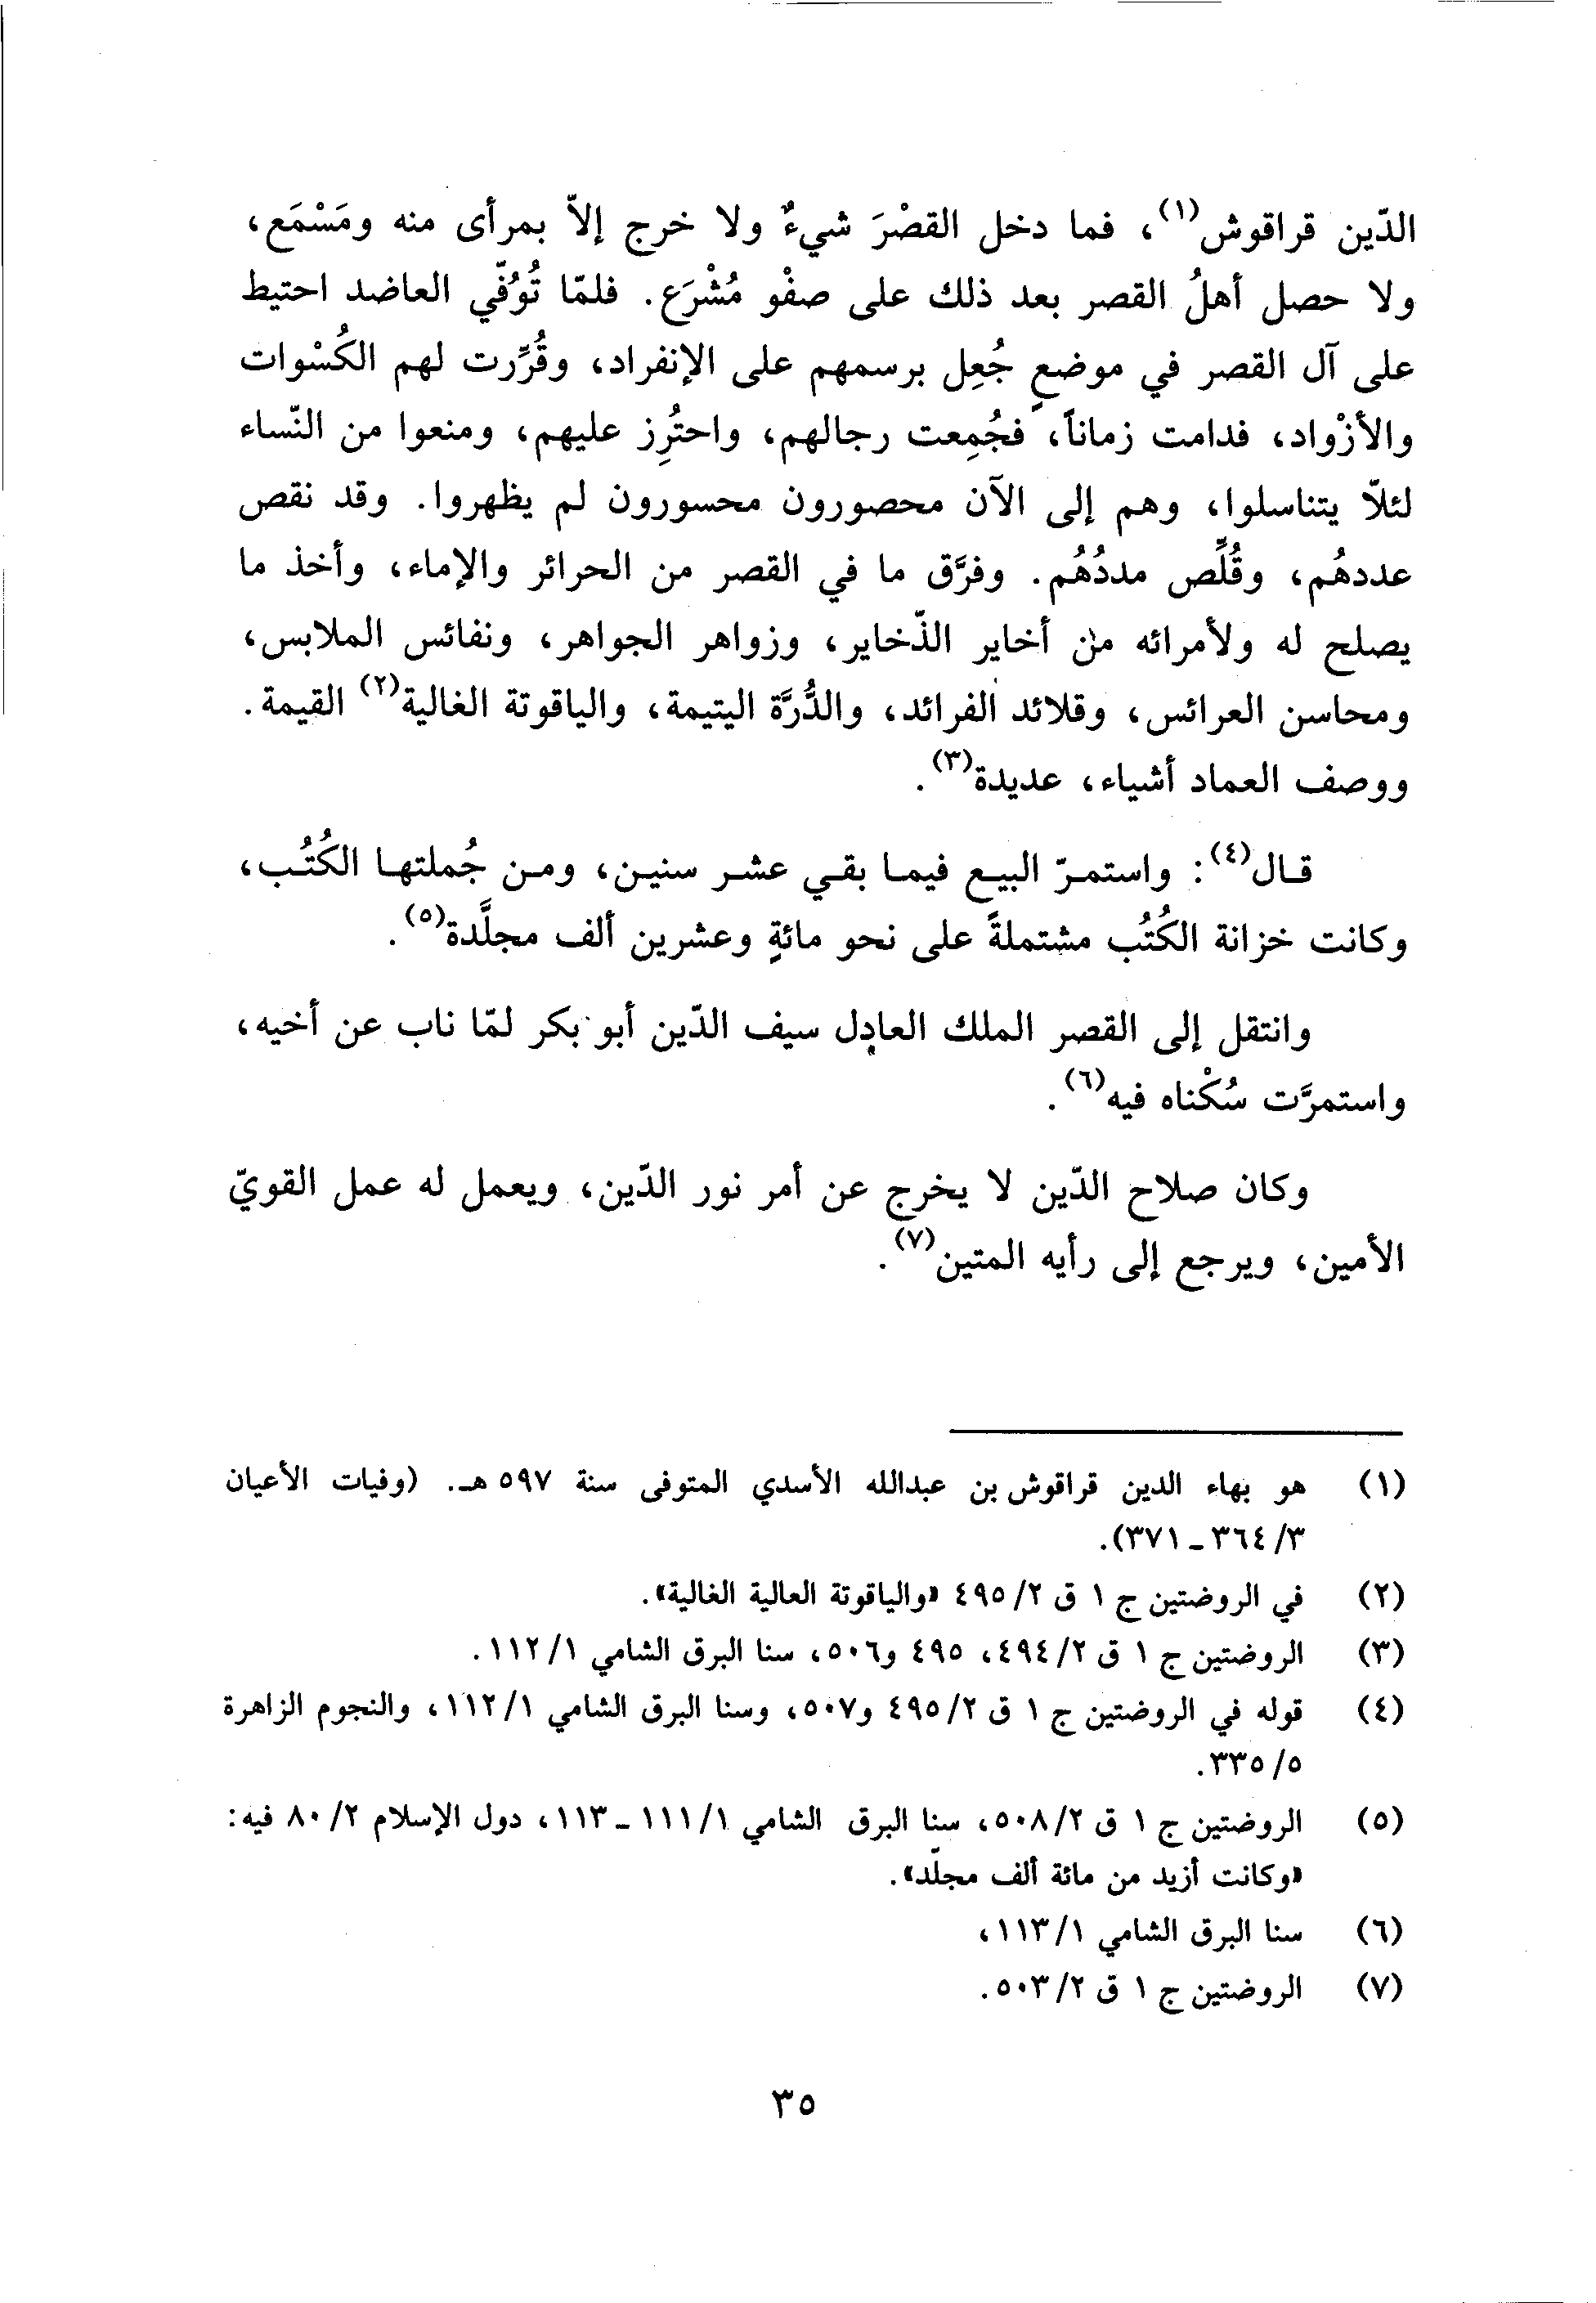 الدّين قراقوش(١)، فما دخل القصْرَ شيءٌ ولا خرج إلاّ بمرأى منه ومَسْمَع،
ولا حصل أهلُ القصر بعد ذلك على صفْو مُشْرَع. فلمّا تُوُفّي العاضد احتيط
على آل القصر في موضعٍ جُعِل برسمهم على الإنفراد، وقُرِّرت لهم الكُسْوات
والأزْواد، فدامت زماناً، فجُمِعت رجالهم، واحتُرِز عليهم، ومنعوا من النّساء
لئلاّ يتناسلوا، وهم إلى الآن محصورون محسورون لم يظهروا. وقد نقص
عددهُم، وقُلِّص مددُهُم. وفرَّق ما في القصر من الحرائر والإماء، وأخذ ما
يصلح له ولأمرائه من أخاير الذّخاير، وزواهر الجواهر، ونفائس الملابس،
ومحاسن العرائس، وقلائد الفرائد، والدُّرَّة اليتيمة، والياقوتة الغالية(٢) القيمة.
ووصف العماد أشياء، عديدة(٣).
قال(٤): واستمرّ البيع فيما بقي عشر سنين، ومن جُملتها الكُتُب،
وكانت خزانة الكُتُب مشتملةً على نحو مائةٍ وعشرين ألف مجلَّدة(٥).
وانتقل إلى القصر الملك العادل سيف الدّين أبو بكر لمّا ناب عن أخيه،
واستمرَّت سُكْناه فيه(٦).
وكان صلاح الدّين لا يخرج عن أمر نور الدّين، ويعمل له عمل القويّ
الأمين، ويرجع إلى رأيه المتين(٧).
(١) هو بهاء الدين قراقوش بن عبدالله الأسدي المتوفى سنة ٥٩٧ هـ. (وفيات الأعيان
٣/ ٣٦٤ - ٣٧١).
(٢) في الروضتين ج ١ ق ٢/ ٤٩٥ «والياقوتة العالية الغالية».
(٣) الروضتين ج ١ ق ٢/ ٤٩٤، ٤٩٥ و٥٠٦، سنا البرق الشامي ١/ ١١٢.
(٤) قوله في الروضتين ج ١ ق ٢/ ٤٩٥ و٥٠٧، وسنا البرق الشامي ١/ ١١٢، والنجوم الزاهرة
٥/ ٣٣٥.
(٥) الروضتين ج ١ ق ٢/ ٥٠٨، سنا البرق الشامي ١/ ١١١ - ١١٣، دول الإسلام ٢/ ٨٠ فيه:
«وكانت أزيد من مائة ألف مجلّد».
(٦) سنا البرق الشامي ١/ ١١٣،
(٧) الروضتين ج ١ ق ٢/ ٥٠٣.
٣٥